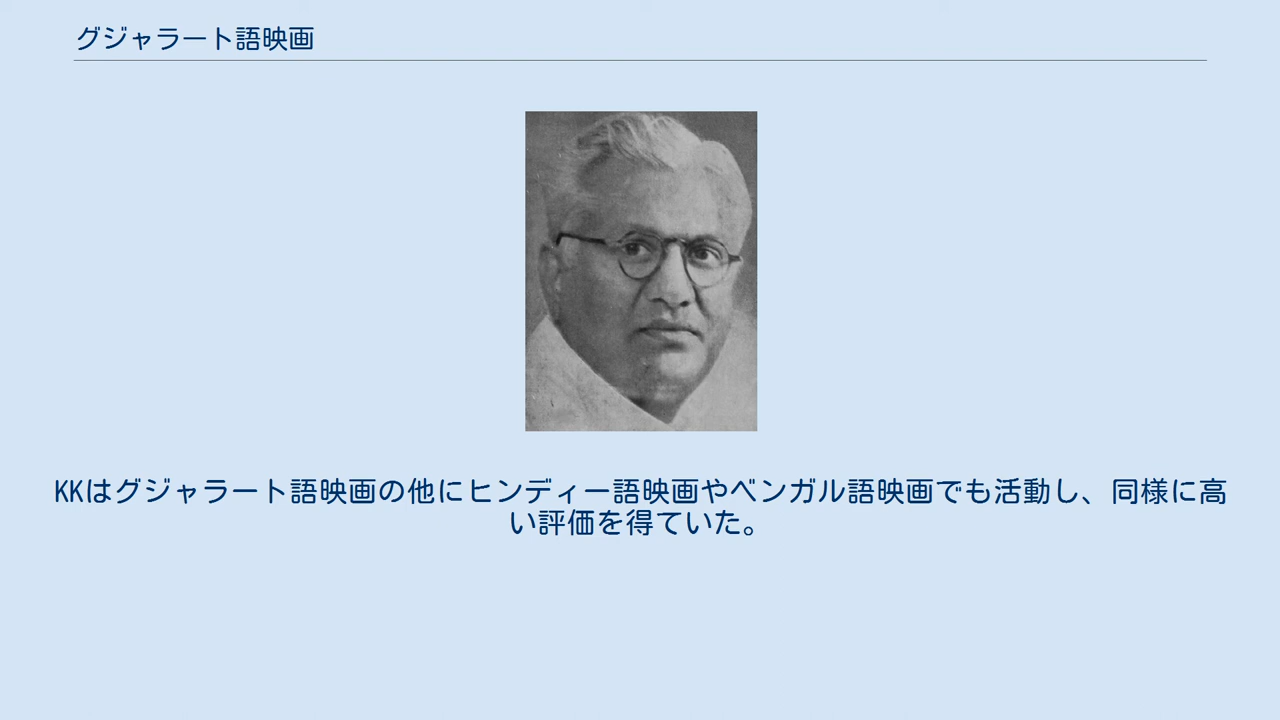 グジャラート語映画
KKはグジャラート語映画の他にヒンディー語映画やベンガル語映画でも活動し、同様に高
い評価を得ていた。